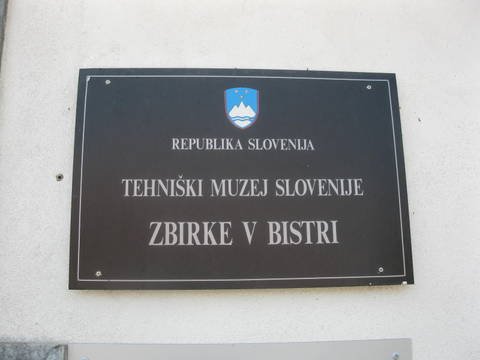 REPUBLIKA SLOVENIJA
TEHNIŠKI MUZEJ SLOVENIJE
ZBIRKE V BISTRI